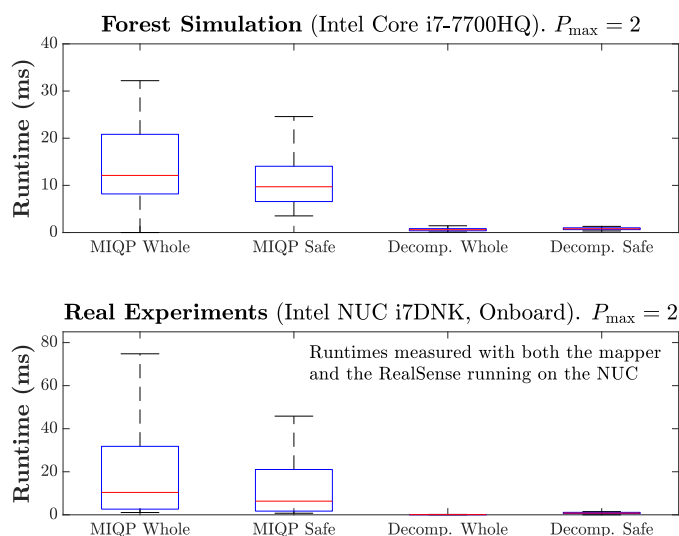 Forest Simulation (Intel Core i7-7700HQ). P_max = 2
40
30
20
10
0
Runtime (ms)
MIQP Whole
MIQP Safe
Decomp. Whole
Decomp. Safe
Real Experiments (Intel NUC i7DNK, Onboard). P_max = 2
80
60
40
20
0
Runtime (ms)
Runtimes measured with both the mapper
and the RealSense running on the NUC
MIQP Whole
MIQP Safe
Decomp. Whole
Decomp. Safe